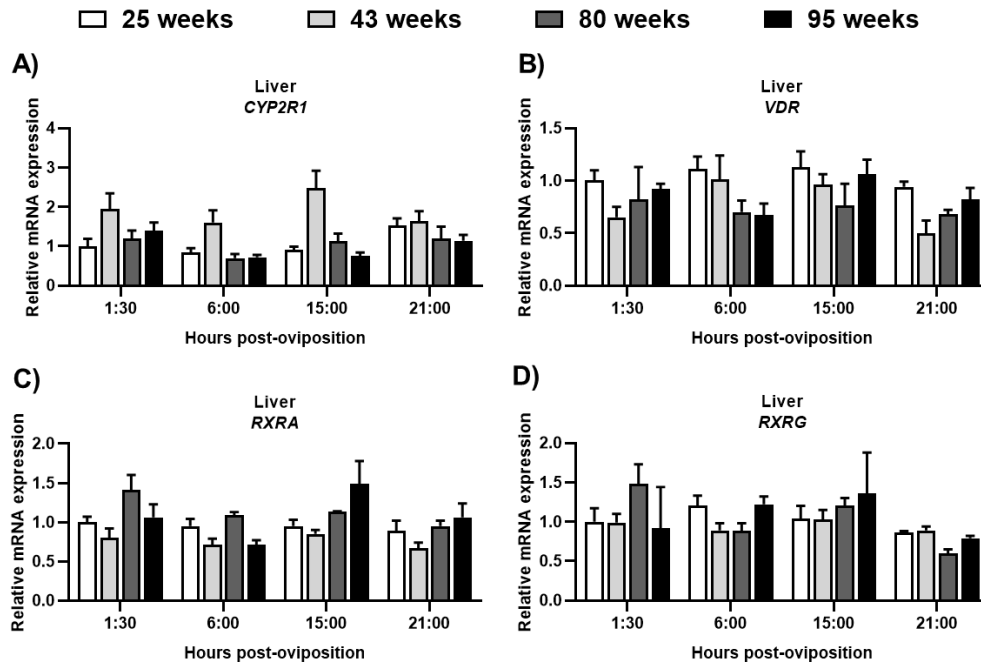 25 weeks 43 weeks 80 weeks 95 weeks
A)
Liver
CYP2R1
Relative mRNA expression
4
3
2
1
0
1:30 6:00 15:00 21:00
Hours post-oviposition
B)
Liver
VDR
Relative mRNA expression
1.5
1.0
0.5
0.0
1:30 6:00 15:00 21:00
Hours post-oviposition
C)
Liver
RXRA
Relative mRNA expression
2.0
1.5
1.0
0.5
0.0
1:30 6:00 15:00 21:00
Hours post-oviposition
D)
Liver
RXRG
Relative mRNA expression
2.0
1.5
1.0
0.5
0.0
1:30 6:00 15:00 21:00
Hours post-oviposition